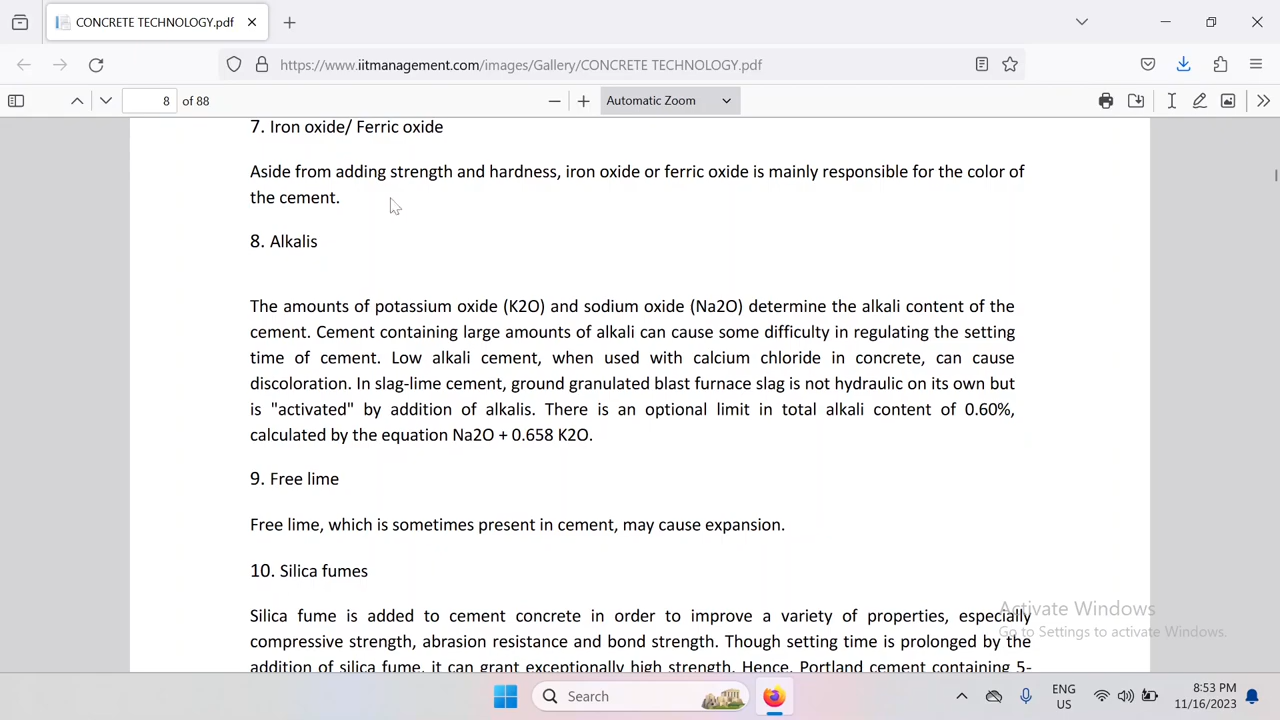 CONCRETE TECHNOLOGY.pdf
https://www.iitmanagement.com/images/Gallery/CONCRETE TECHNOLOGY.pdf
8 of 88
Automatic Zoom
7. Iron oxide/ Ferric oxide
Aside from adding strength and hardness, iron oxide or ferric oxide is mainly responsible for the color of
the cement.
8. Alkalis
The amounts of potassium oxide (K2O) and sodium oxide (Na2O) determine the alkali content of the
cement. Cement containing large amounts of alkali can cause some difficulty in regulating the setting
time of cement. Low alkali cement, when used with calcium chloride in concrete, can cause
discoloration. In slag-lime cement, ground granulated blast furnace slag is not hydraulic on its own but
is "activated" by addition of alkalis. There is an optional limit in total alkali content of 0.60%,
calculated by the equation Na2O + 0.658 K2O.
9. Free lime
Free lime, which is sometimes present in cement, may cause expansion.
10. Silica fumes
Silica fume is added to cement concrete in order to improve a variety of properties, especially
compressive strength, abrasion resistance and bond strength. Though setting time is prolonged by the
addition of silica fume, it can grant exceptionally high strength. Hence, Portland cement containing 5-
Activate Windows
Go to Settings to activate Windows.
Search
ENG
US
8:53 PM
11/16/2023